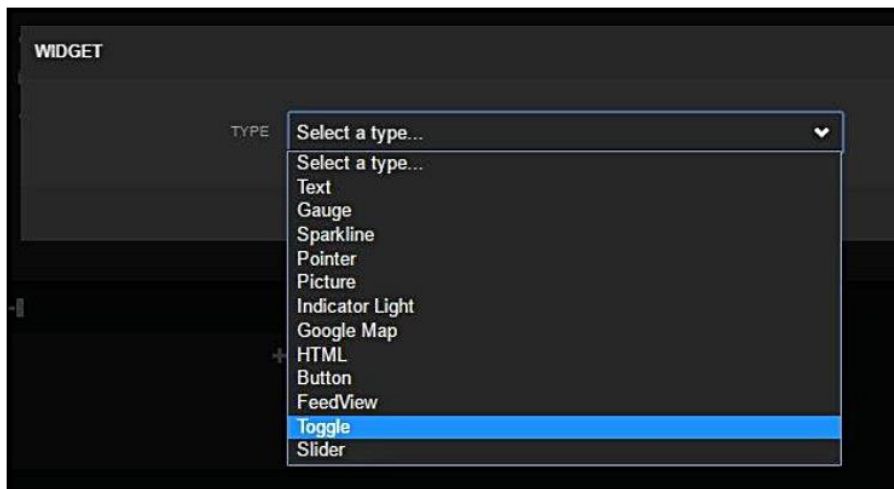 WIDGET
TYPE Select a type...
Select a type...
Text
Gauge
Sparkline
Pointer
Picture
Indicator Light
Google Map
HTML
Button
FeedView
Toggle
Slider